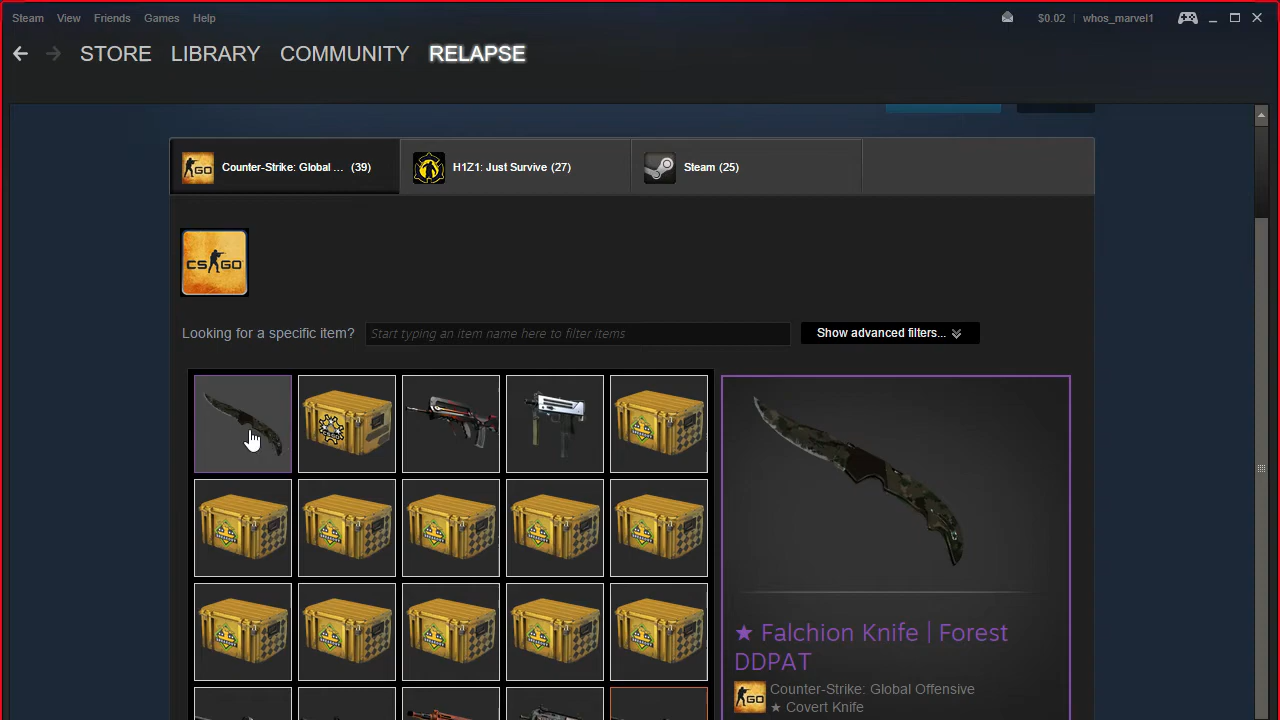 Steam View Friends Games Help $0.02 whos_marvel1
STORE LIBRARY COMMUNITY RELAPSE
Counter-Strike: Global ... (39) H1Z1: Just Survive (27) Steam (25)
CS GO
Looking for a specific item? Start typing an item name here to filter items Show advanced filters...
★ Falchion Knife | Forest
DDPAT
Counter-Strike: Global Offensive
★ Covert Knife